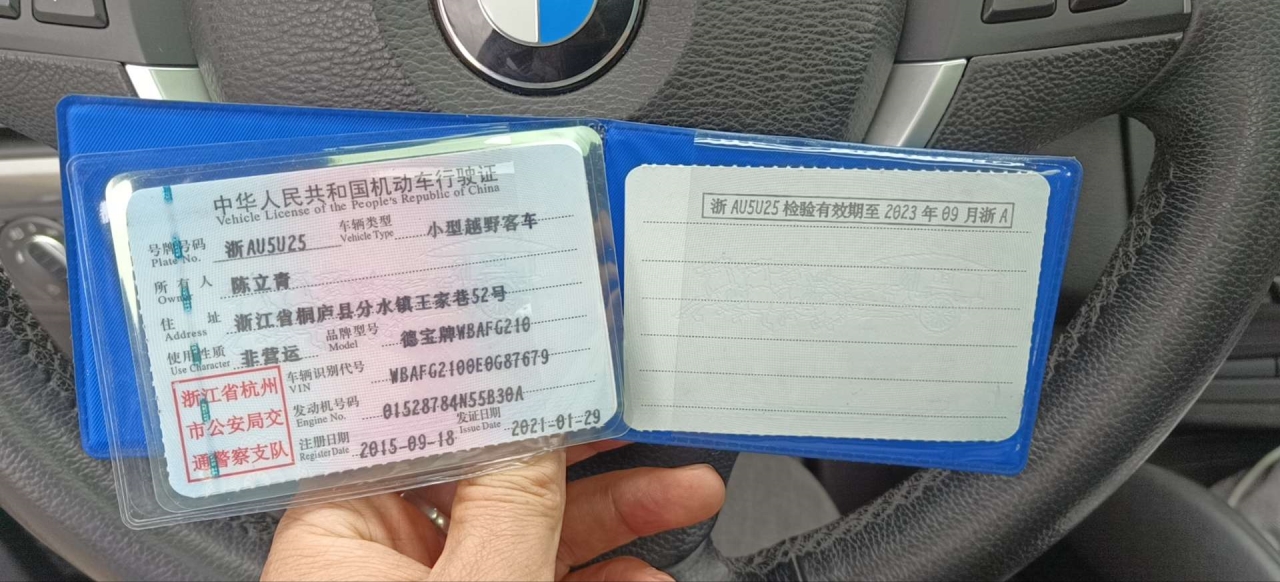 中华人民共和国机动车行驶证
Vehicle License of the People's Republic of China
号牌号码 浙AU5U25 车辆类型 小型越野客车
Plate No. Vehicle Type
所有人 陈立青
Owner
住址 浙江省桐庐县分水镇王家巷52号
Address
使用性质 非营运 品牌型号 德宝牌WBAFG210
Use Character Model
车辆识别代号 WBAFG2100E0G87679
VIN
发动机号码 01528784N55B30A
Engine No.
注册日期 2015-09-18 发证日期 2021-01-29
Register Date Issue Date
浙江省杭州
市公安局交
通警察支队
浙AU5U25检验有效期至2023年09月浙A